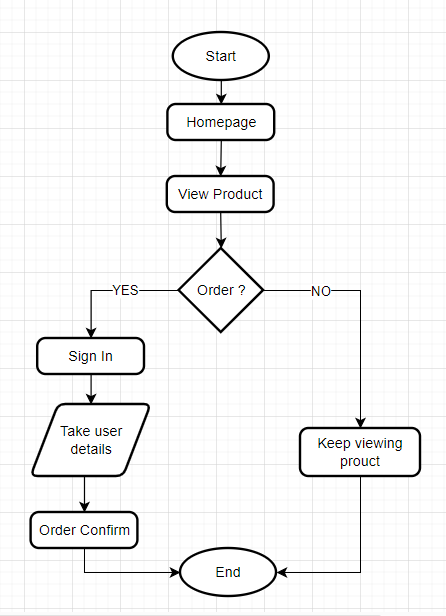 Start
Homepage
View Product
Order ?
YES
NO
Sign In
Take user
details
Keep viewing
prouct
Order Confirm
End